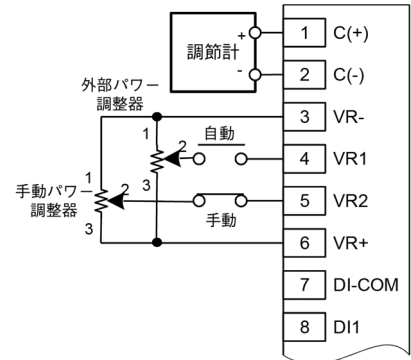 調節計
+
-
1 C(+)
2 C(-)
3 VR-
4 VR1
5 VR2
6 VR+
7 DI-COM
8 DI1
外部パワー
調整器
1
2
3
自動
手動パワー
調整器
1
2
3
手動